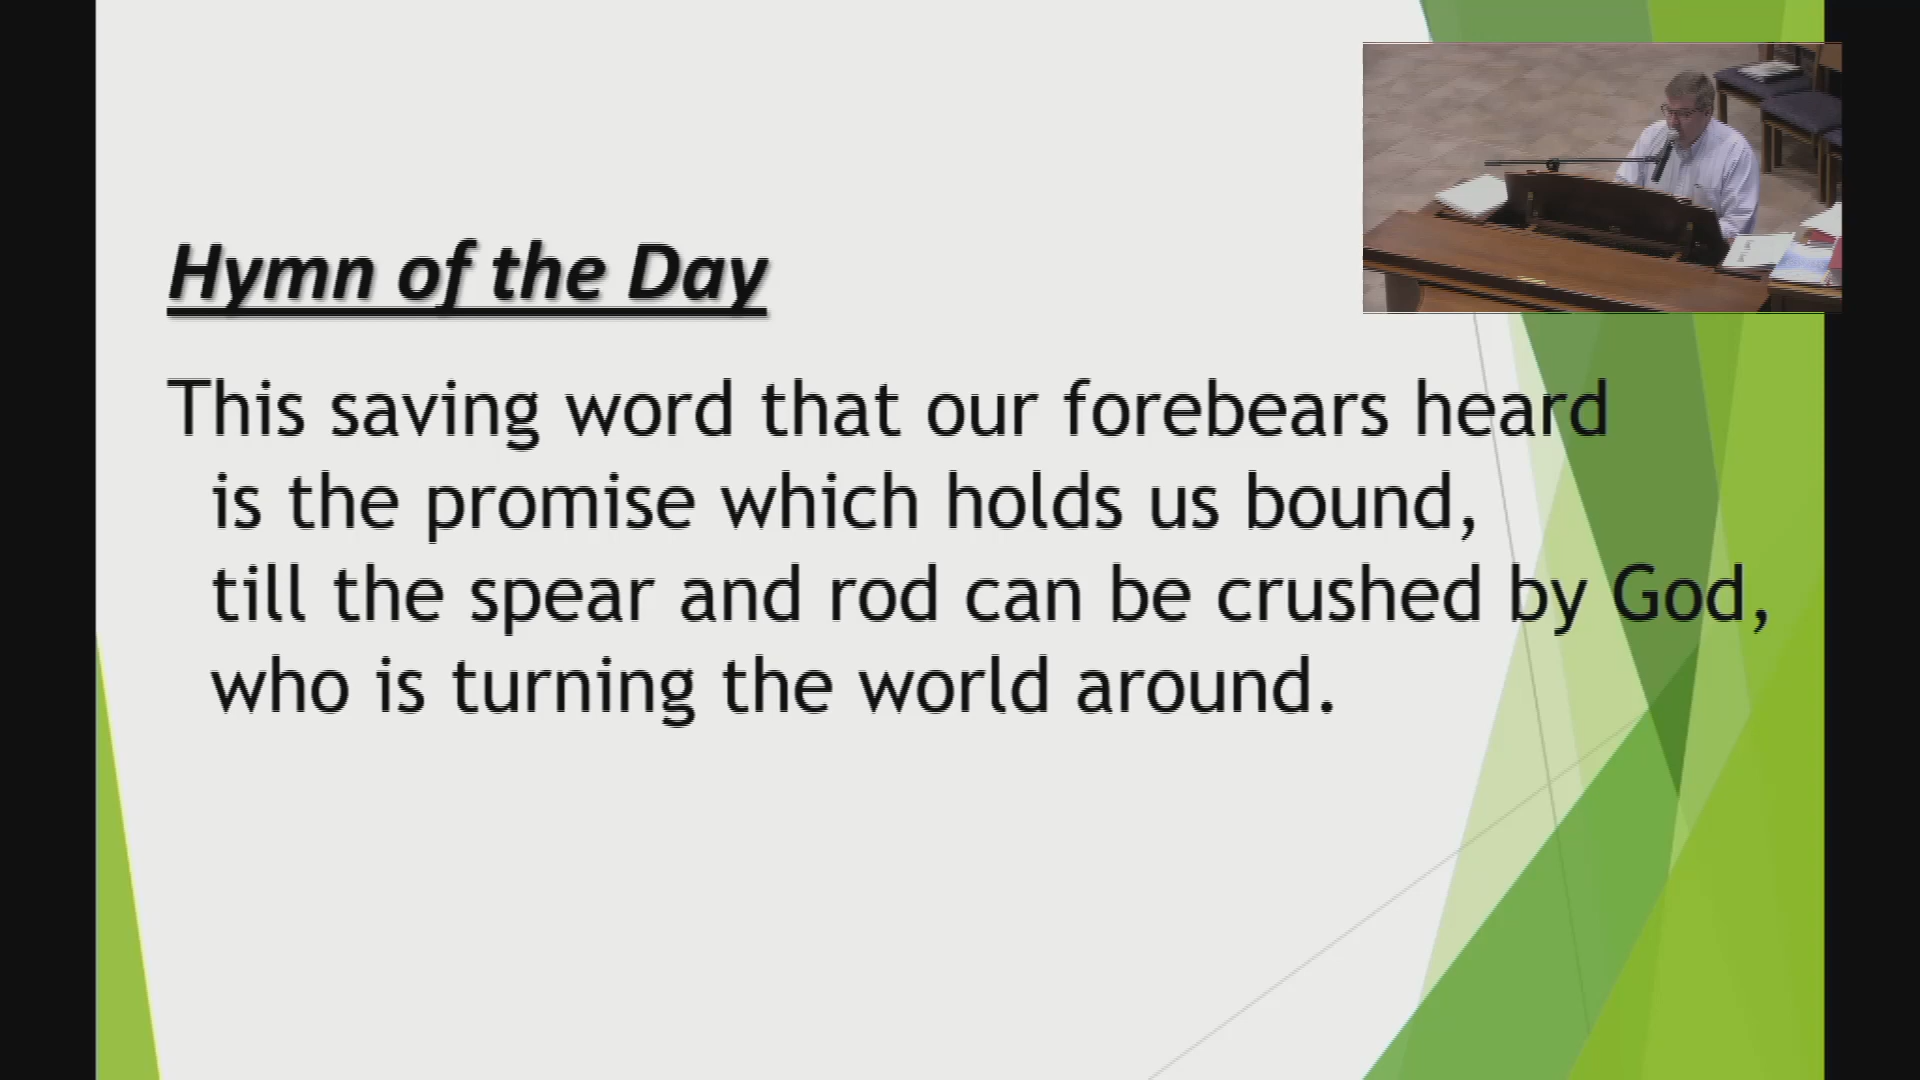 Hymn of the Day
This saving word that our forebears heard
is the promise which holds us bound,
till the spear and rod can be crushed by God,
who is turning the world around.